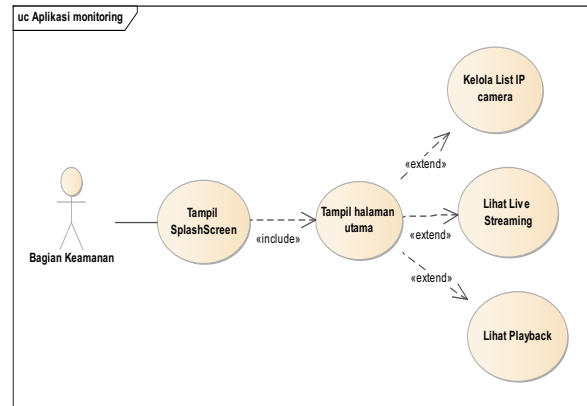 uc Aplikasi monitoring
Kelola List IP
camera
«extend»
Bagian Keamanan
Tampil
SplashScreen
«include»
Tampil halaman
utama
«extend»
Lihat Live
Streaming
«extend»
Lihat Playback